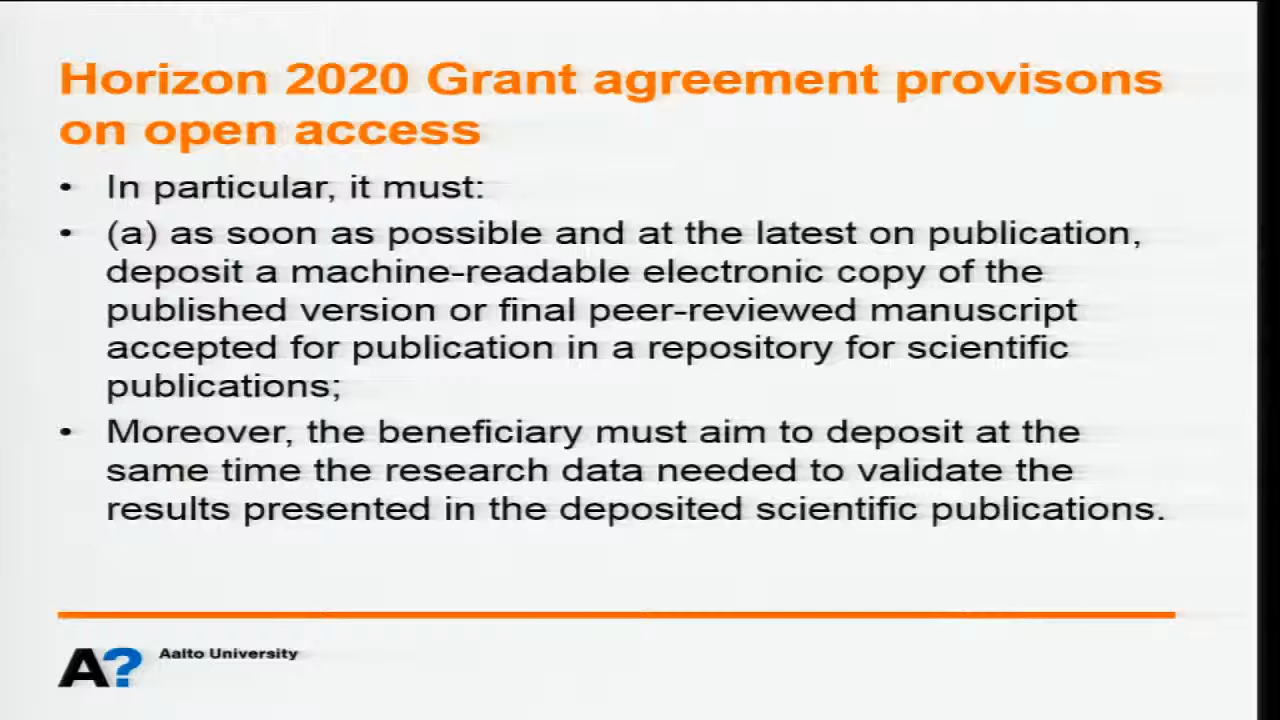 Horizon 2020 Grant agreement provisons
on open access
• In particular, it must:
• (a) as soon as possible and at the latest on publication,
deposit a machine-readable electronic copy of the
published version or final peer-reviewed manuscript
accepted for publication in a repository for scientific
publications;
• Moreover, the beneficiary must aim to deposit at the
same time the research data needed to validate the
results presented in the deposited scientific publications.
A? Aalto University